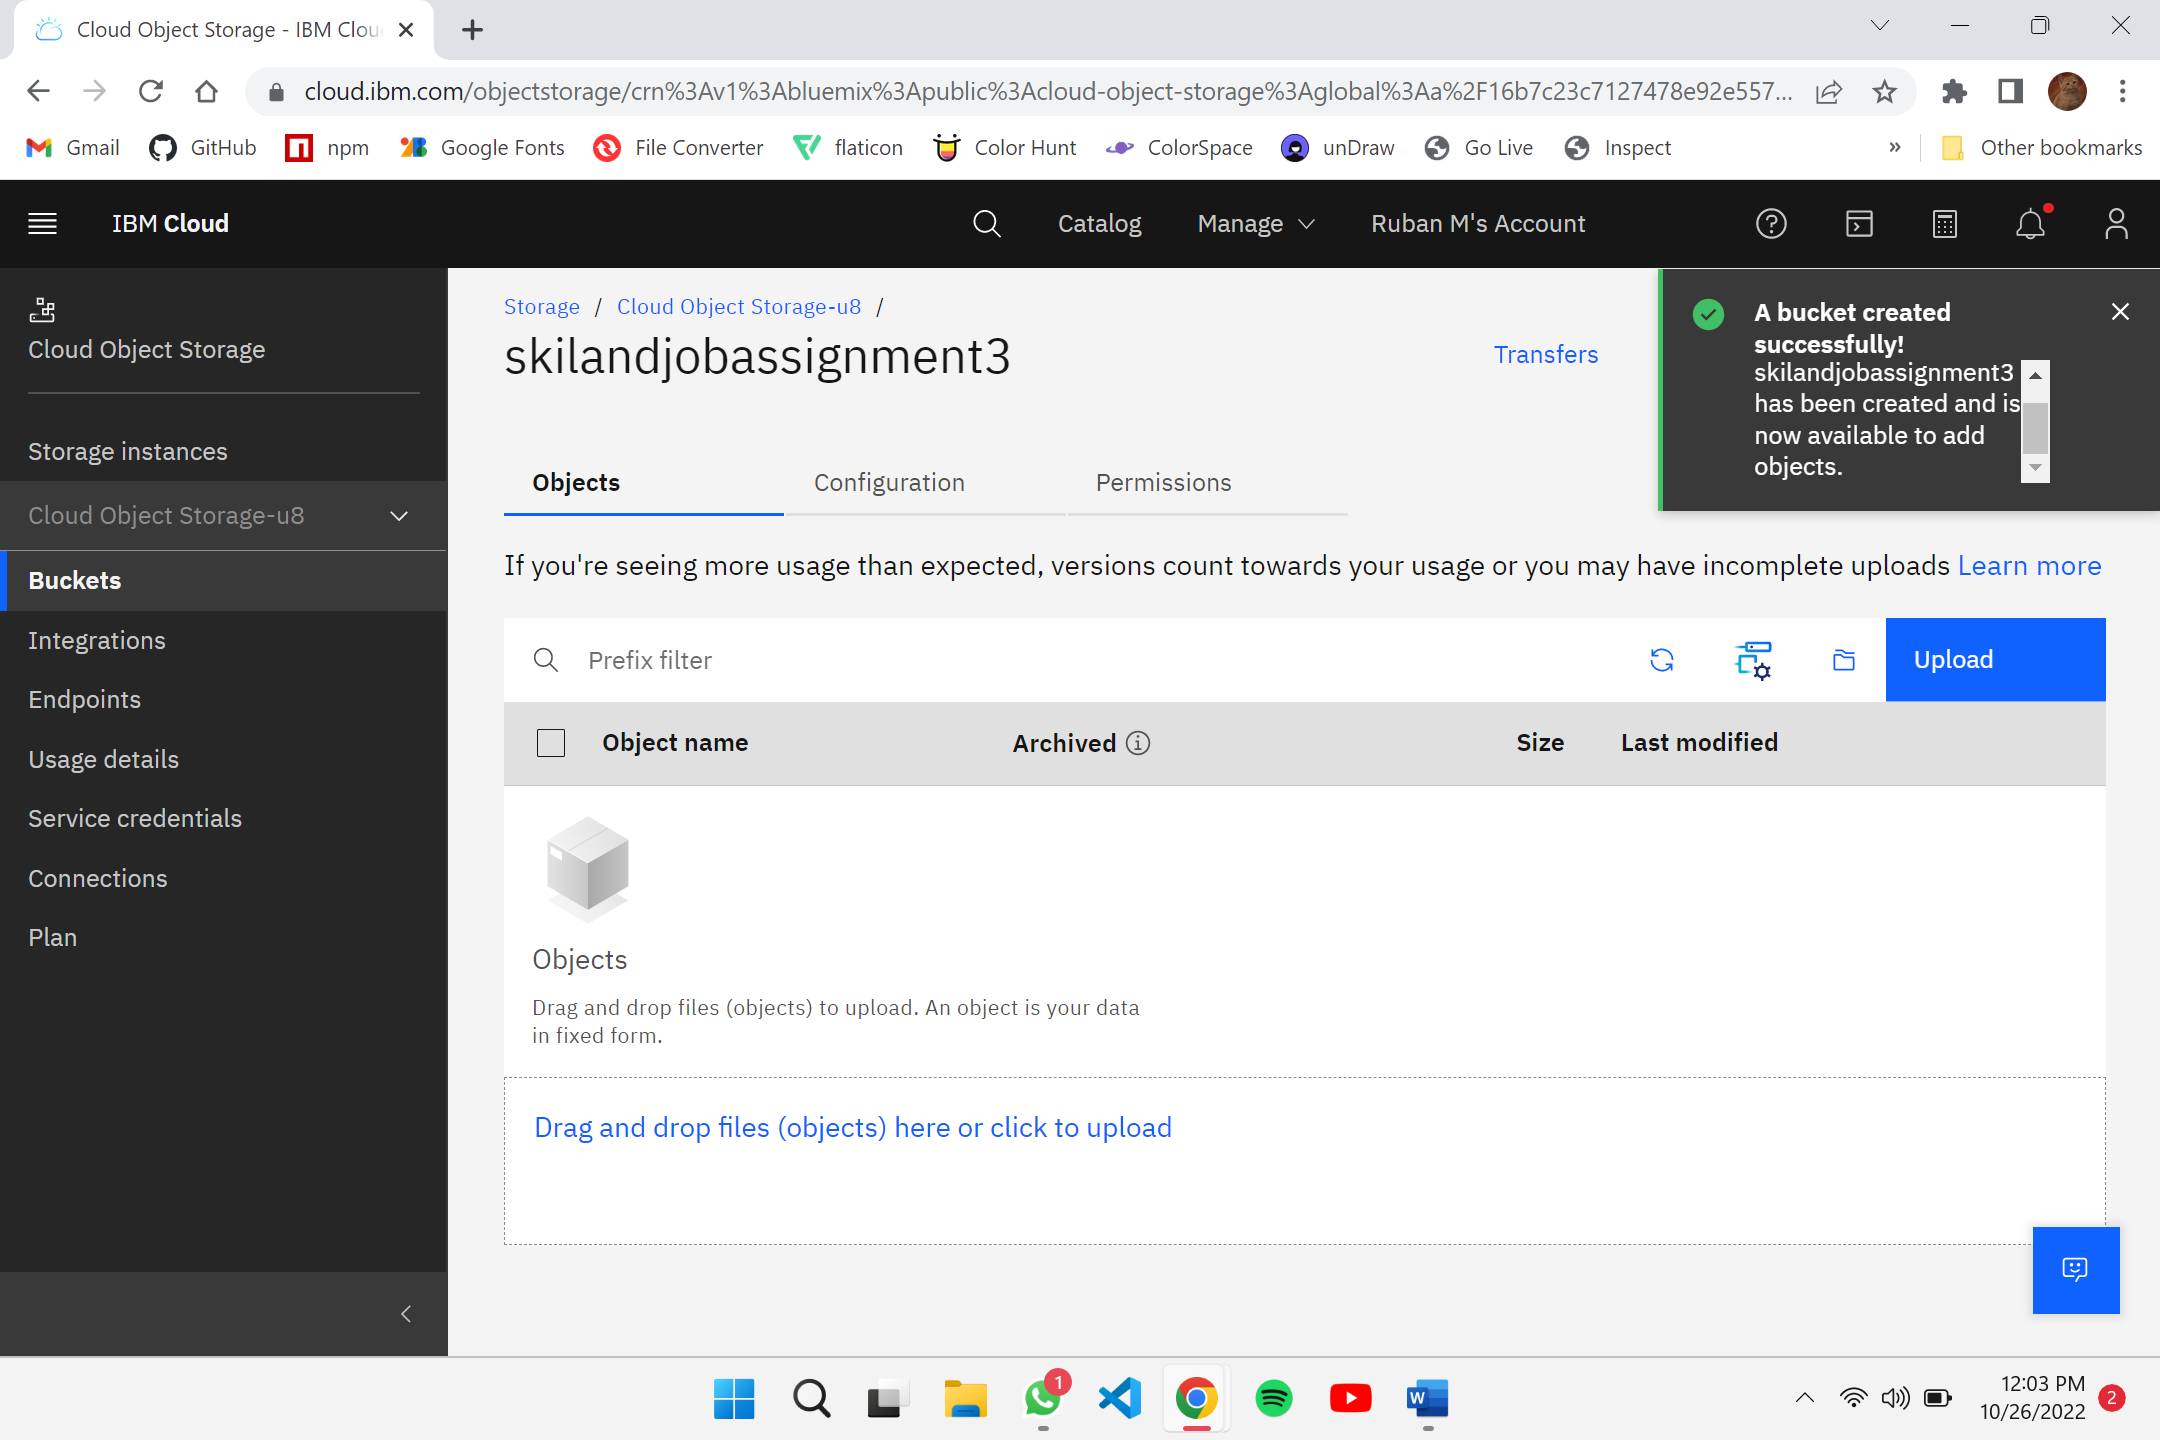 Cloud Object Storage - IBM Clou
cloud.ibm.com/objectstorage/crn%3Av1%3Abluemix%3Apublic%3Acloud-object-storage%3Aglobal%3Aa%2F16b7c23c7127478e92e557...
Gmail
GitHub
npm
Google Fonts
File Converter
flaticon
Color Hunt
ColorSpace
unDraw
Go Live
Inspect
»
Other bookmarks
IBM Cloud
Catalog
Manage
Ruban M's Account
Cloud Object Storage
Storage instances
Cloud Object Storage-u8
Buckets
Integrations
Endpoints
Usage details
Service credentials
Connections
Plan
Storage / Cloud Object Storage-u8 /
skilandjobassignment3
Transfers
A bucket created
successfully!
skilandjobassignment3
has been created and is
now available to add
objects.
Objects
Configuration
Permissions
If you're seeing more usage than expected, versions count towards your usage or you may have incomplete uploads Learn more
Prefix filter
Upload
Object name
Archived
Size
Last modified
Objects
Drag and drop files (objects) to upload. An object is your data
in fixed form.
Drag and drop files (objects) here or click to upload
1
W
12:03 PM
10/26/2022
2